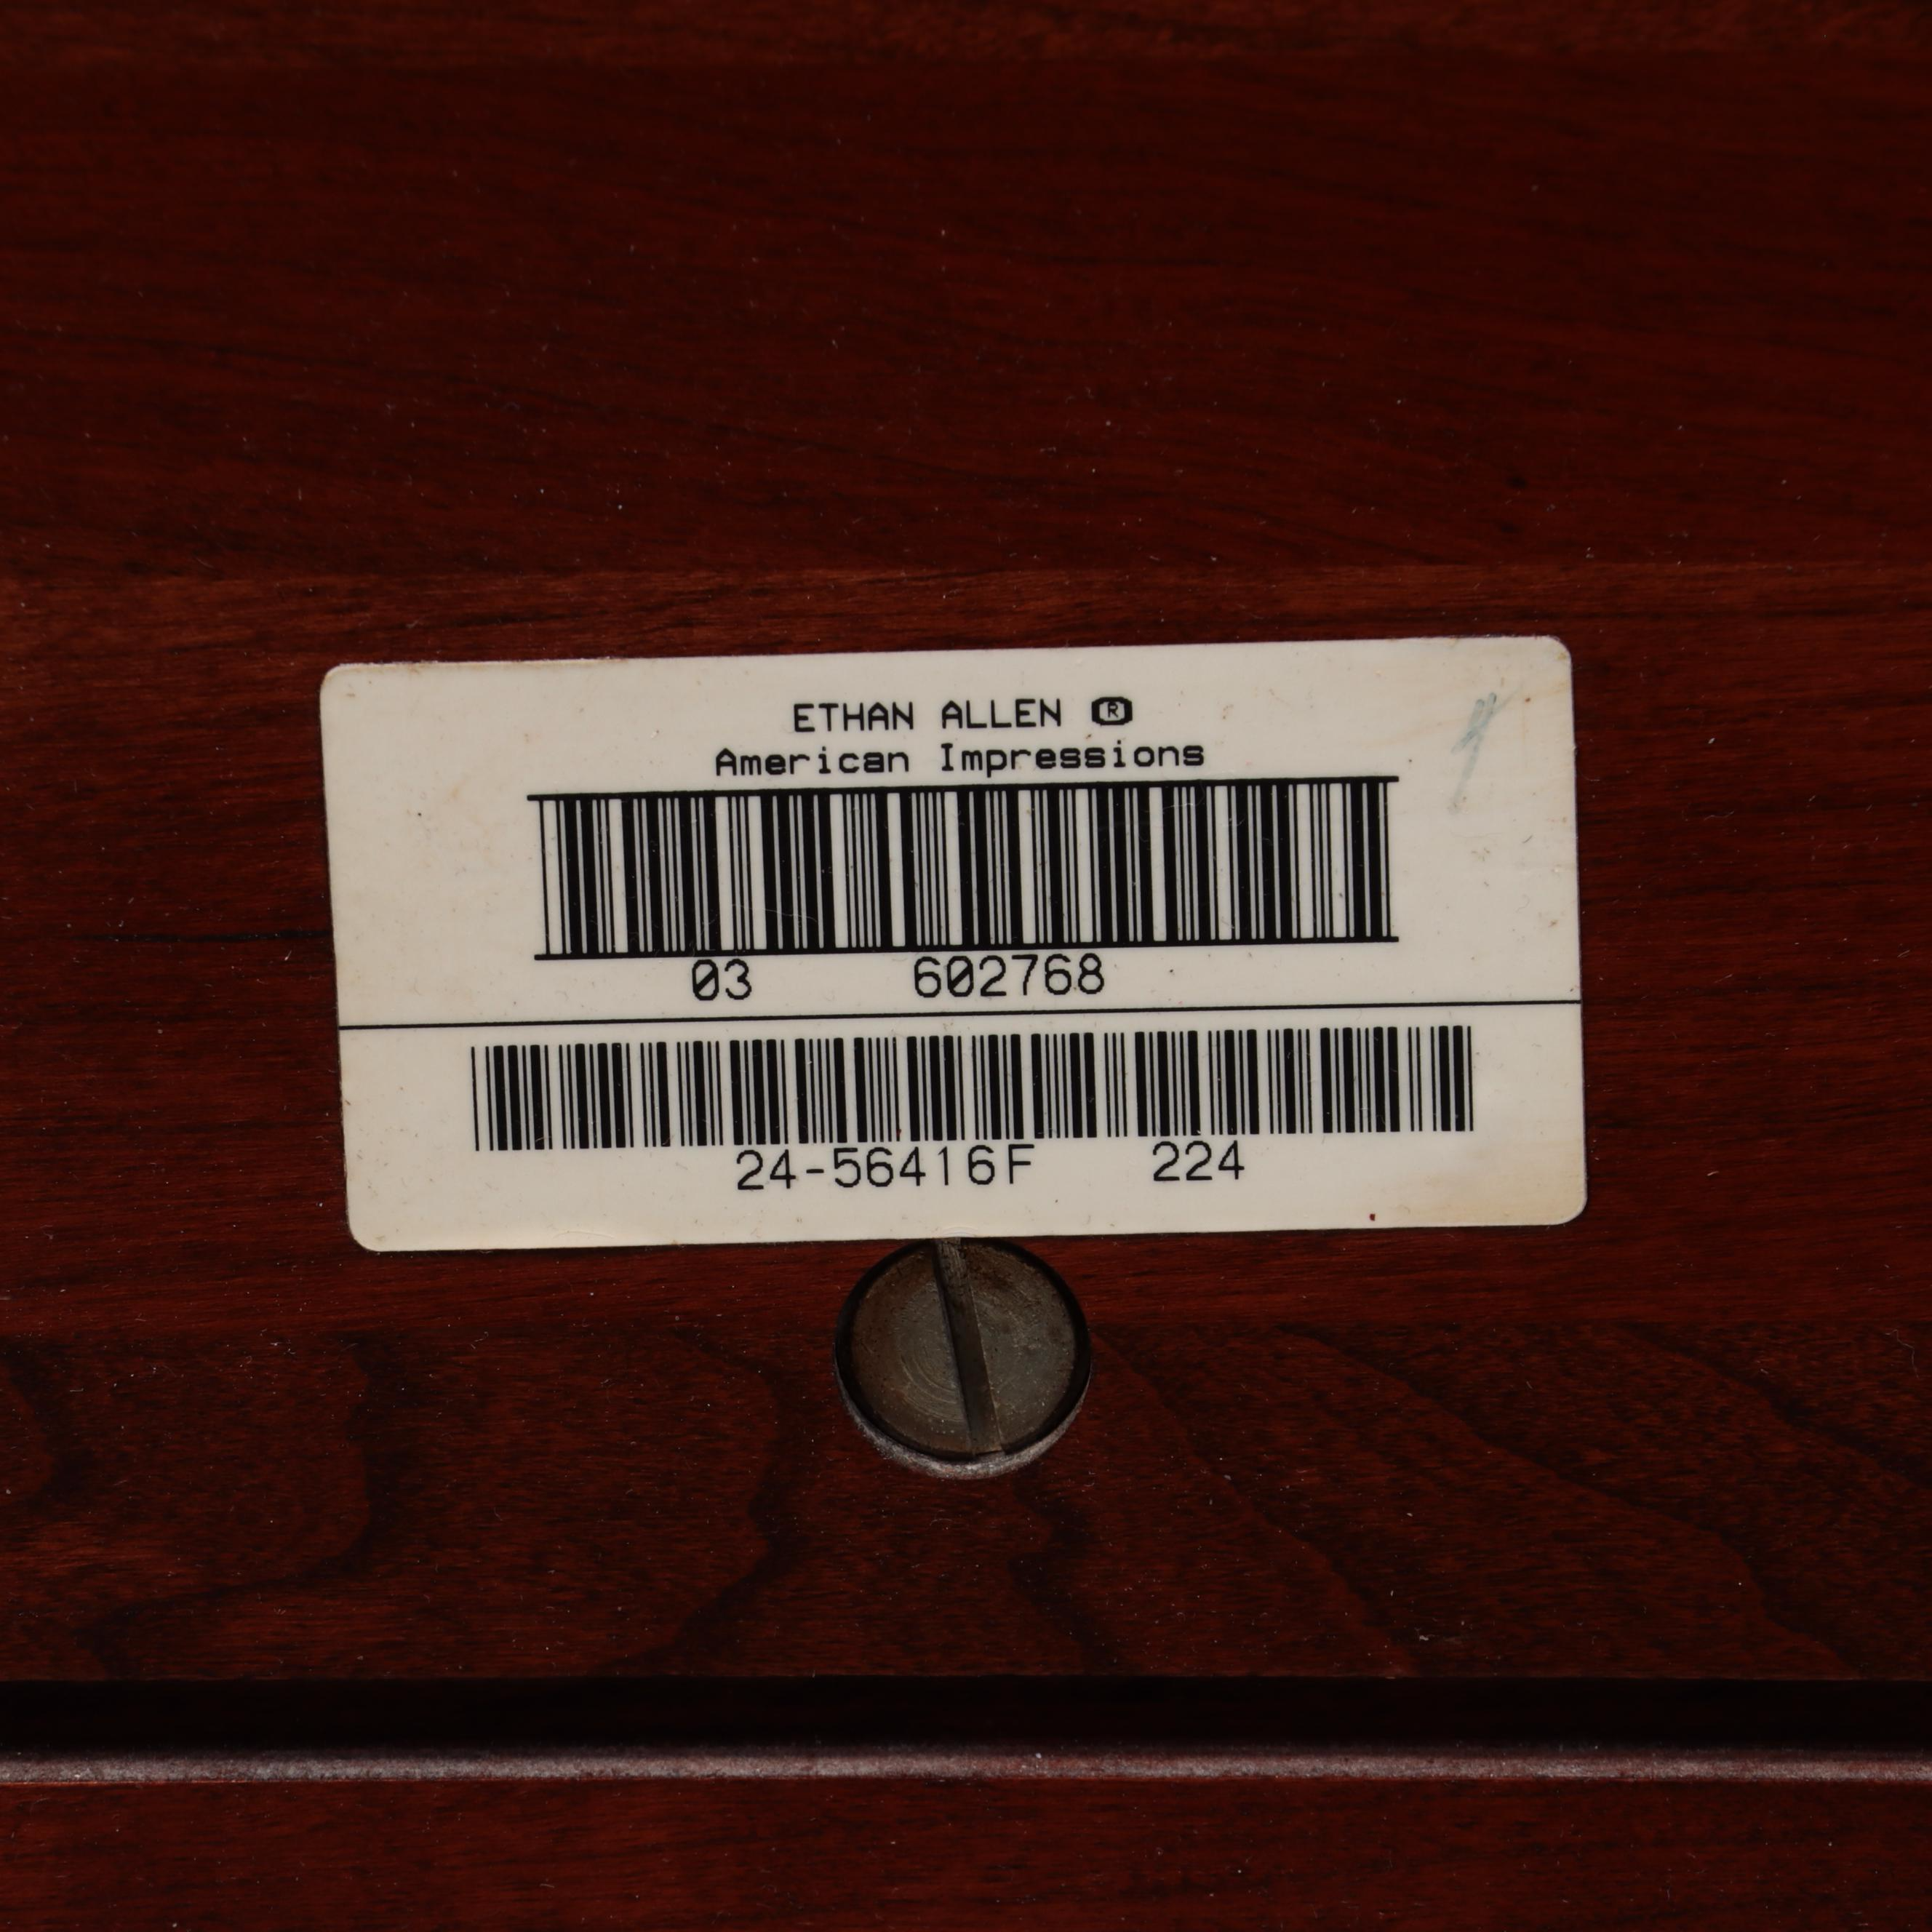 ETHAN ALLEN ®
American Impressions
03 602768
24-56416F 224